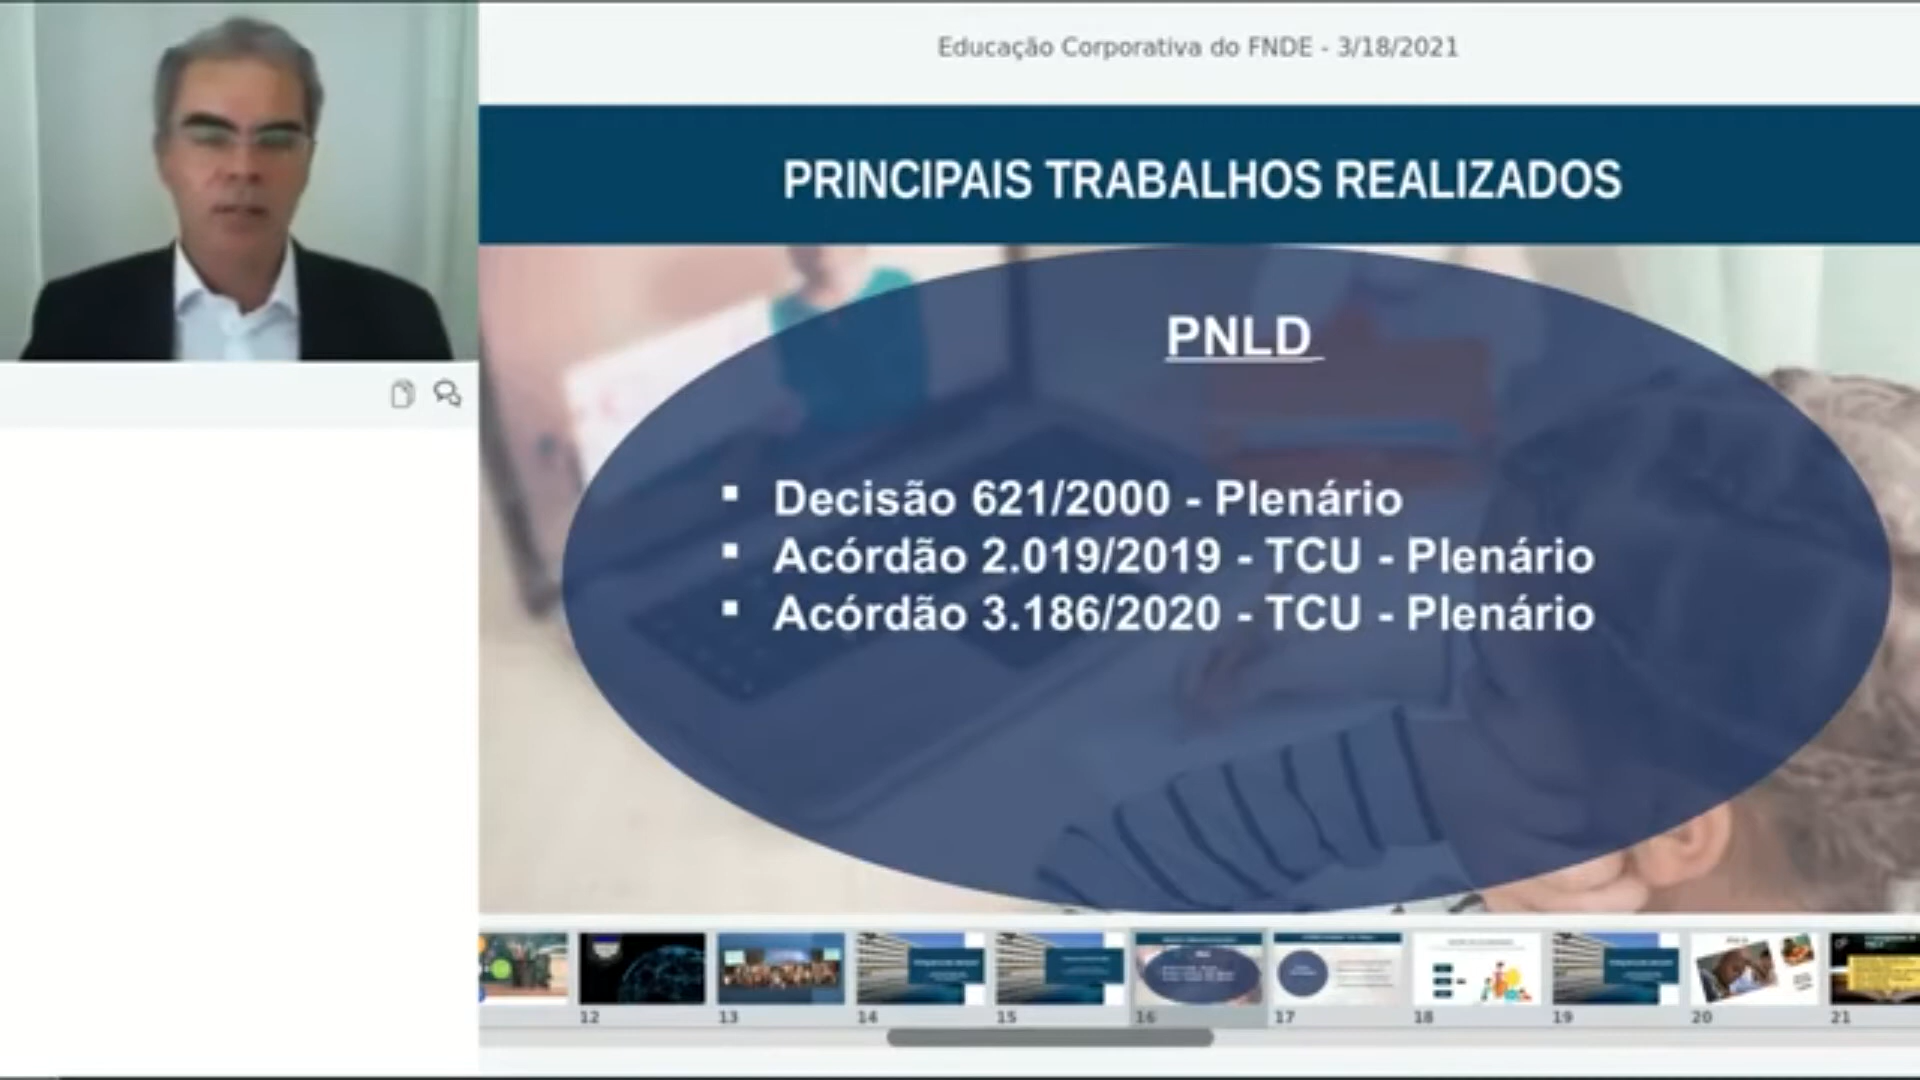 Educação Corporativa do FNDE - 3/18/2021
PRINCIPAIS TRABALHOS REALIZADOS
PNLD
▪ Decisão 621/2000 - Plenário
▪ Acórdão 2.019/2019 - TCU - Plenário
▪ Acórdão 3.186/2020 - TCU - Plenário
12 13 14 15 16 17 18 19 20 21